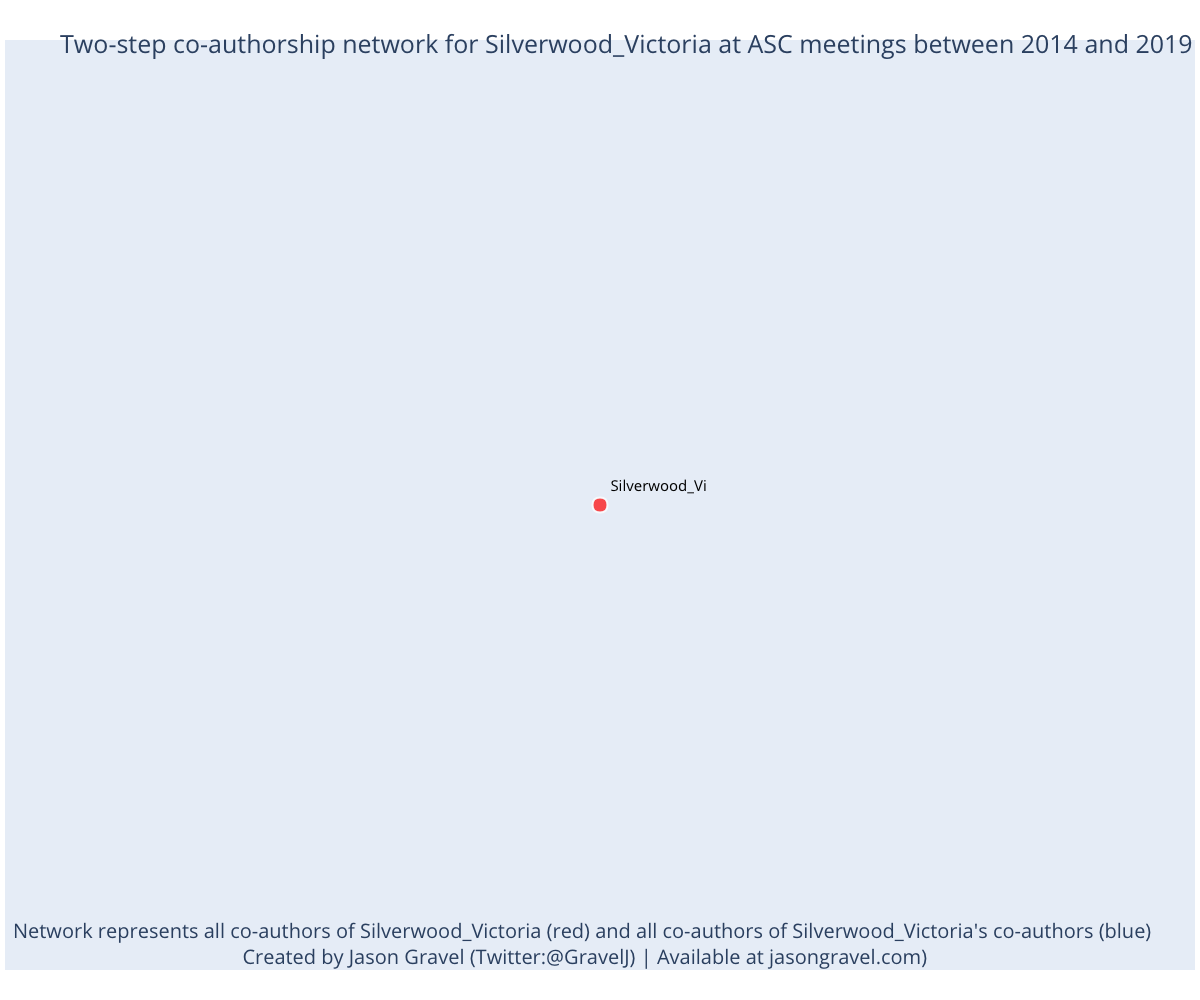 Two-step co-authorship network for Silverwood_Victoria at ASC meetings between 2014 and 2019
Silverwood_Vi
Network represents all co-authors of Silverwood_Victoria (red) and all co-authors of Silverwood_Victoria's co-authors (blue)
Created by Jason Gravel (Twitter:@GravelJ) | Available at jasongravel.com)